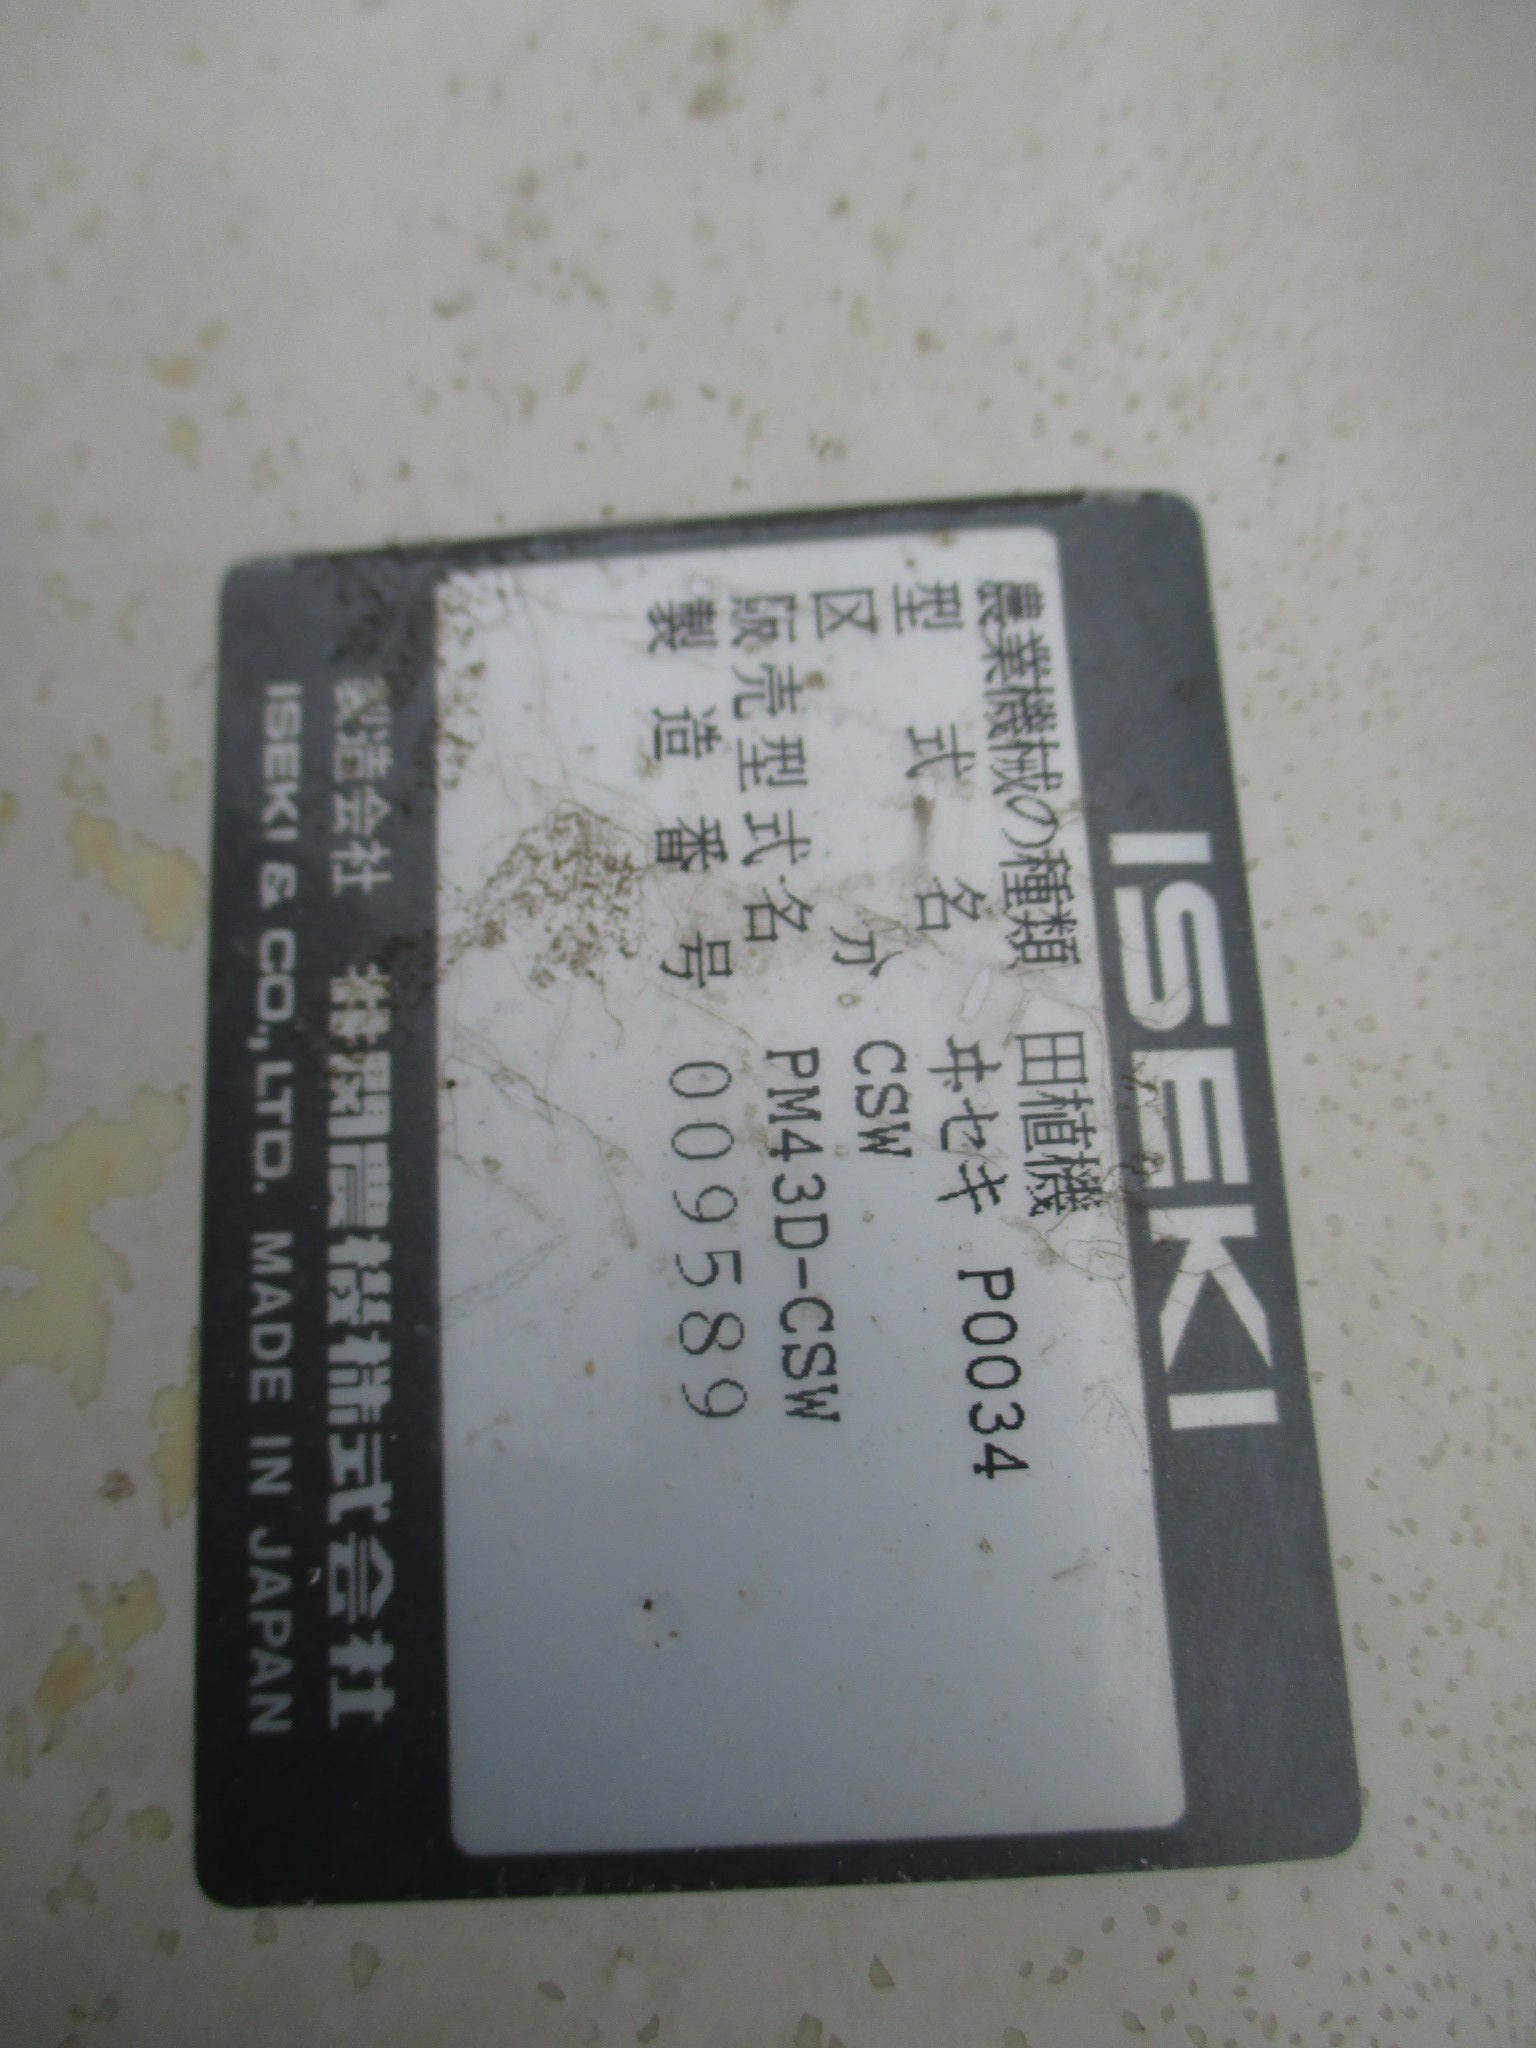 ISEKI
農業機械の種類 田植機
型式名 ヰセキ P0034
区分 CSW
販売型式名 PM43D-CSW
製造番号 009589
製造会社 井関農機株式会社
ISEKI & CO.,LTD. MADE IN JAPAN